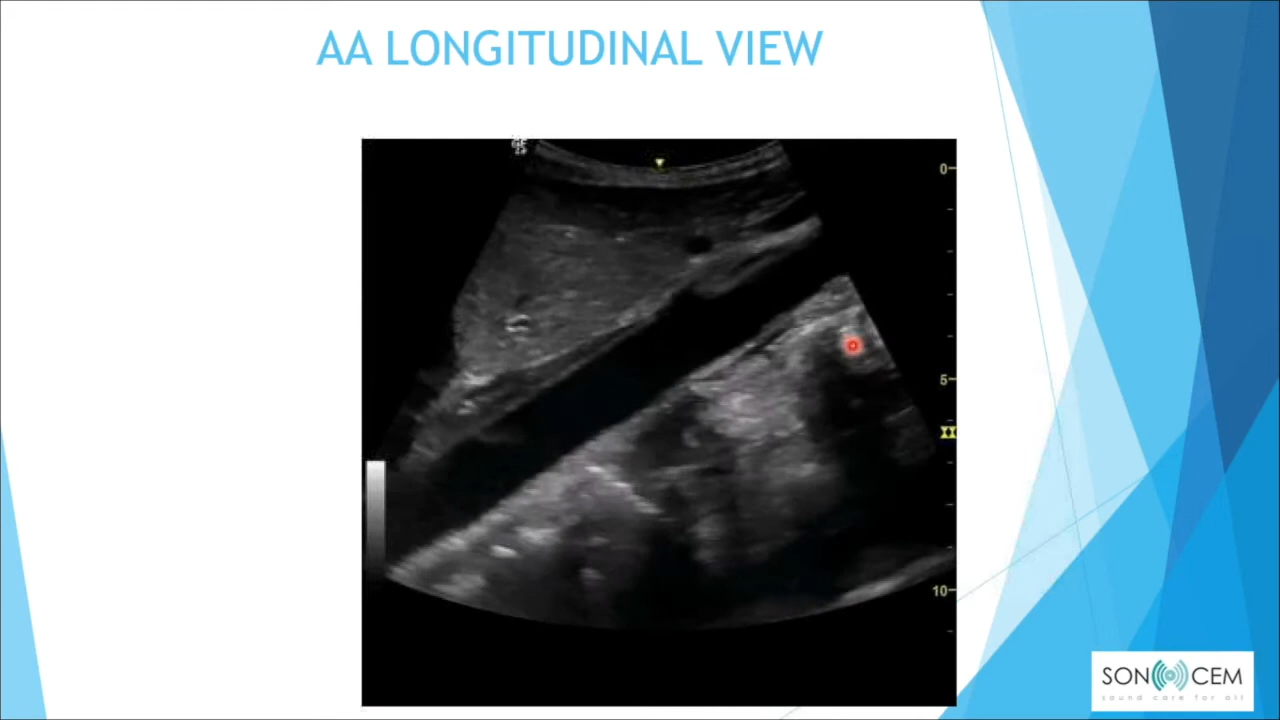 AA LONGITUDINAL VIEW
0
5
10
SON CEM
sound care for all